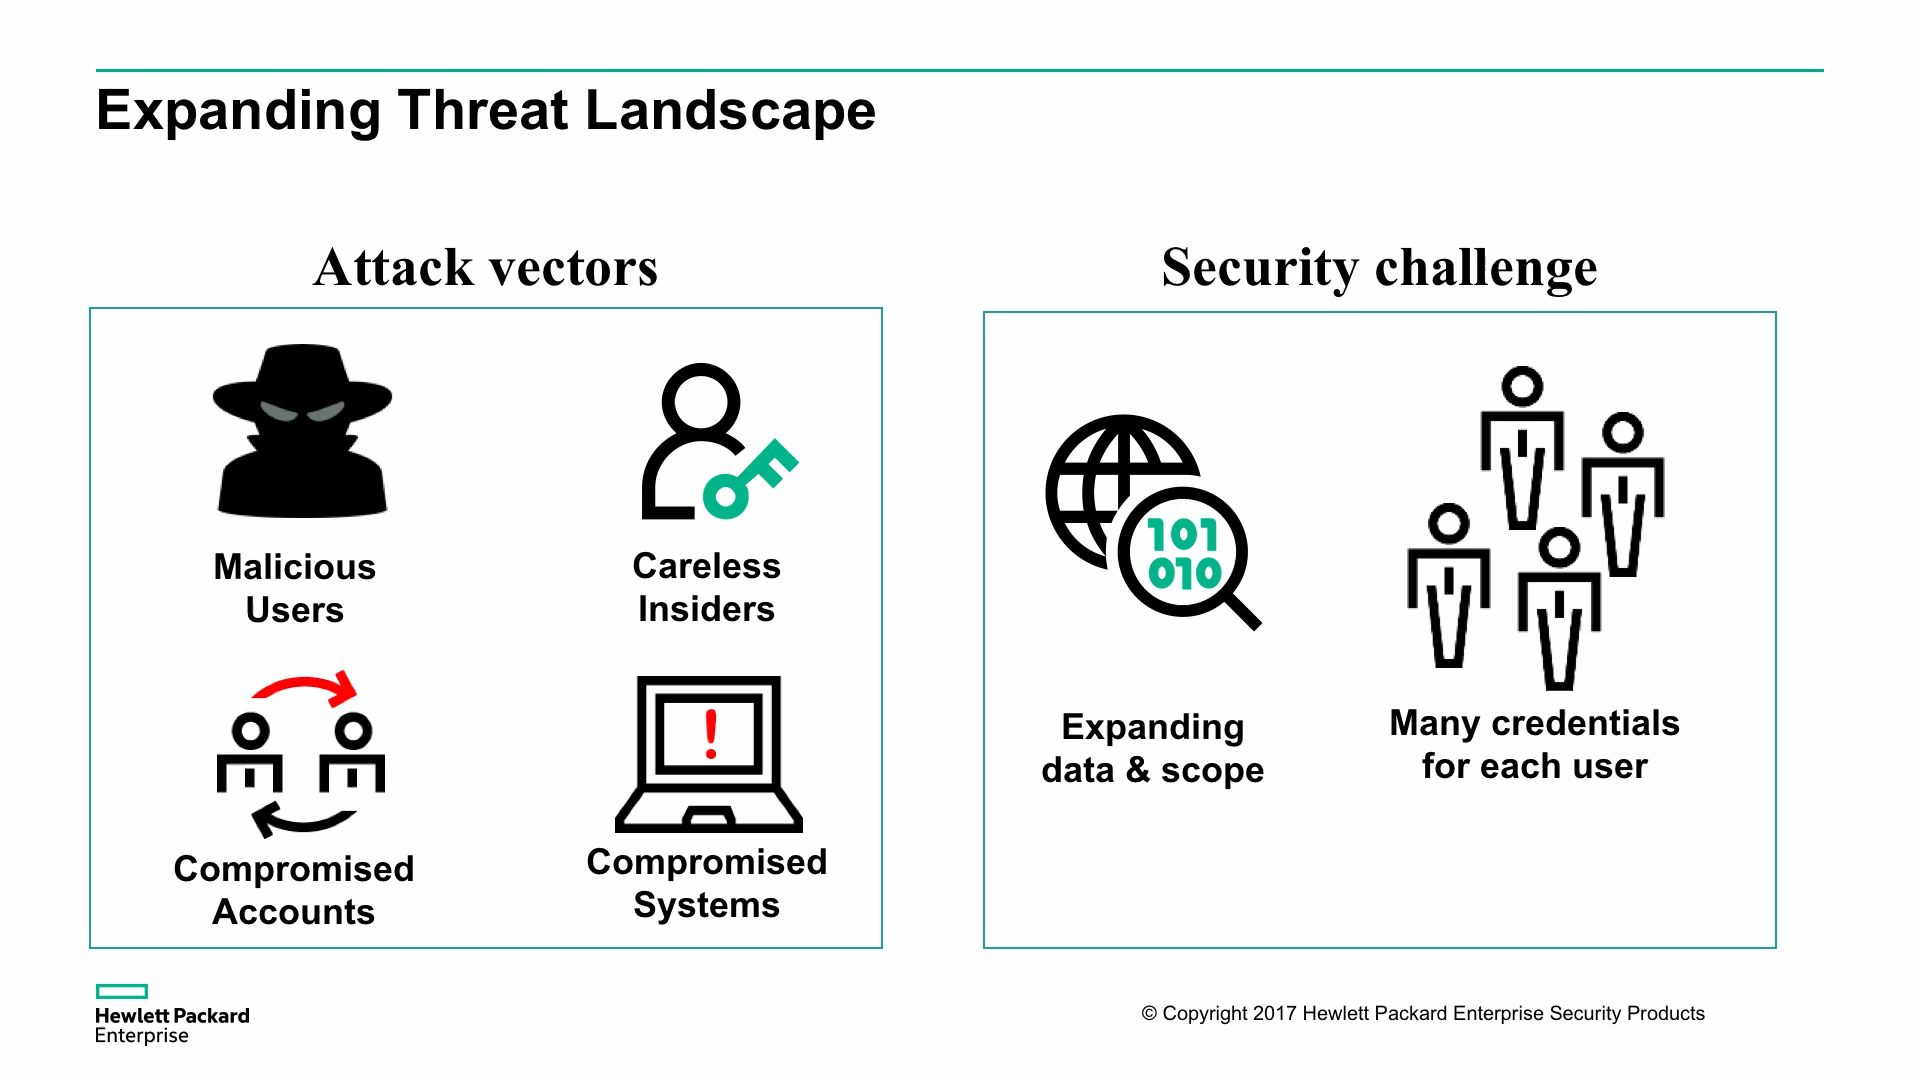 Expanding Threat Landscape
Attack vectors
Malicious
Users
Careless
Insiders
Compromised
Accounts
!
Compromised
Systems
Security challenge
101
010
Expanding
data & scope
Many credentials
for each user
Hewlett Packard
Enterprise
© Copyright 2017 Hewlett Packard Enterprise Security Products